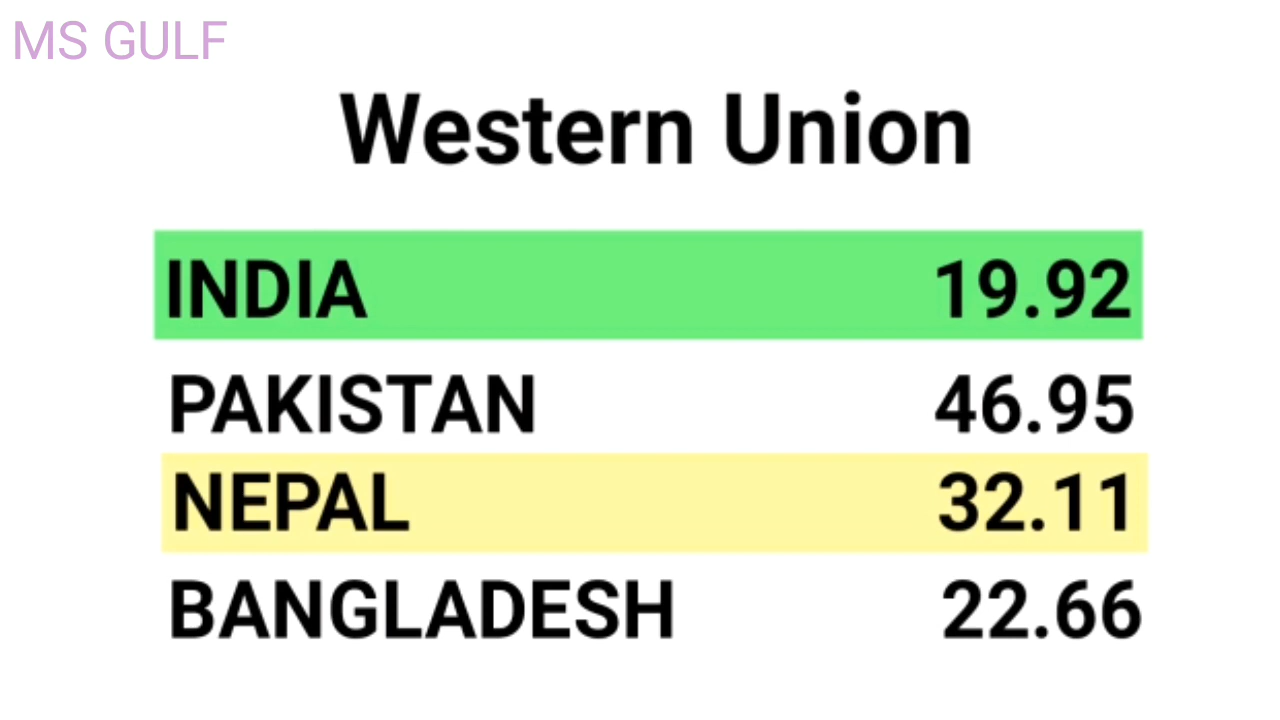 MS GULF
Western Union
INDIA 19.92
PAKISTAN 46.95
NEPAL 32.11
BANGLADESH 22.66